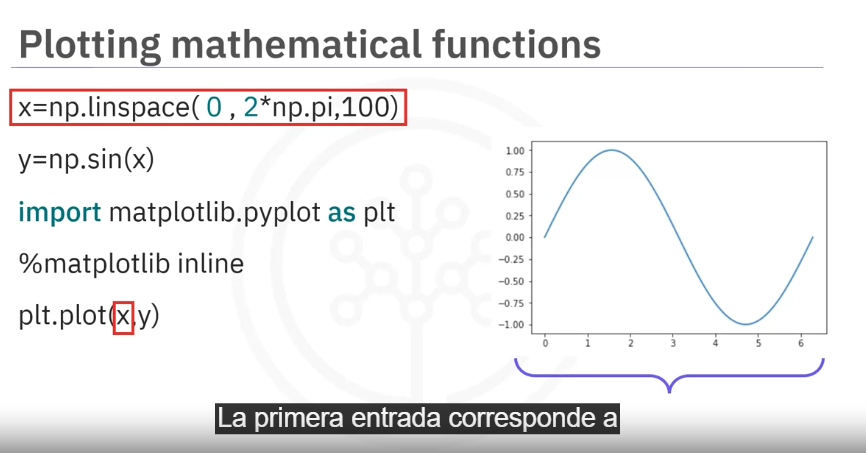 Plotting mathematical functions
x=np.linspace( 0 , 2*np.pi,100)
y=np.sin(x)
import matplotlib.pyplot as plt
%matplotlib inline
plt.plot(x,y)
1.00
0.75
0.50
0.25
0.00
−0.25
−0.50
−0.75
−1.00
0 1 2 3 4 5 6
La primera entrada corresponde a